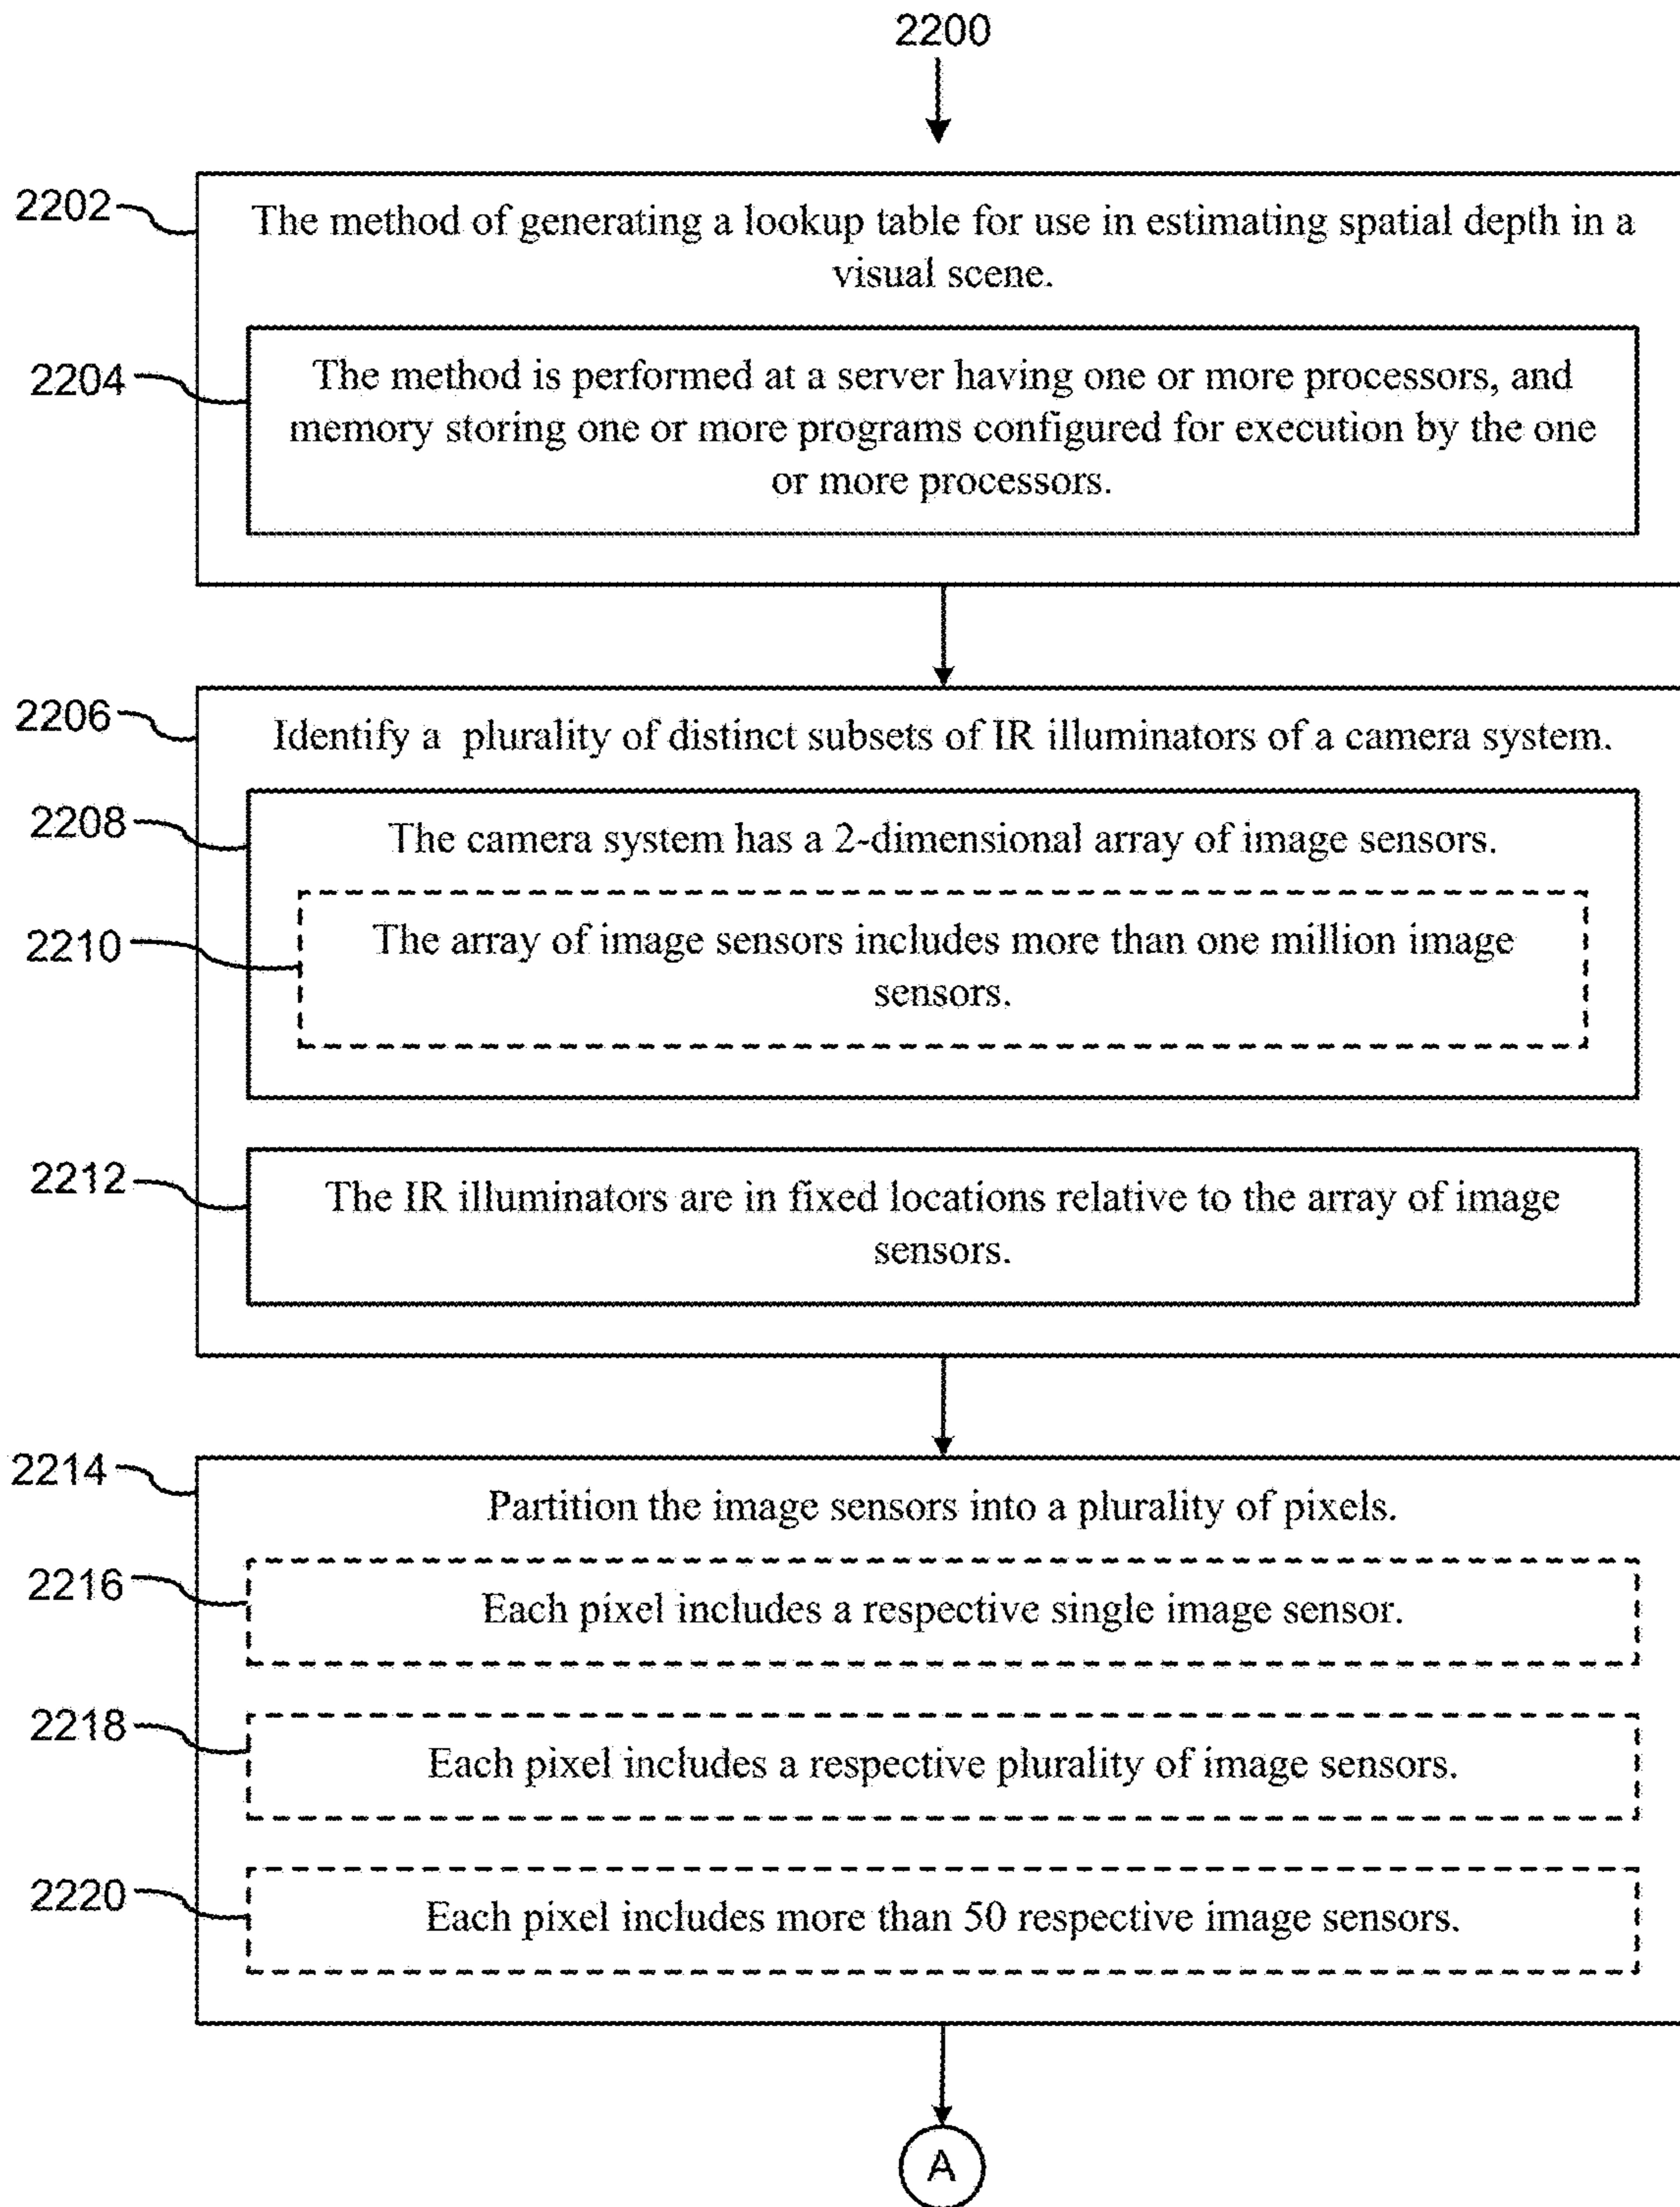 2200
2202
The method of generating a lookup table for use in estimating spatial depth in a
visual scene.
2204
The method is performed at a server having one or more processors, and
memory storing one or more programs configured for execution by the one
or more processors.
2206
Identify a plurality of distinct subsets of IR illuminators of a camera system.
2208
The camera system has a 2-dimensional array of image sensors.
2210
The array of image sensors includes more than one million image
sensors.
2212
The IR illuminators are in fixed locations relative to the array of image
sensors.
2214
Partition the image sensors into a plurality of pixels.
2216
Each pixel includes a respective single image sensor.
2218
Each pixel includes a respective plurality of image sensors.
2220
Each pixel includes more than 50 respective image sensors.
A